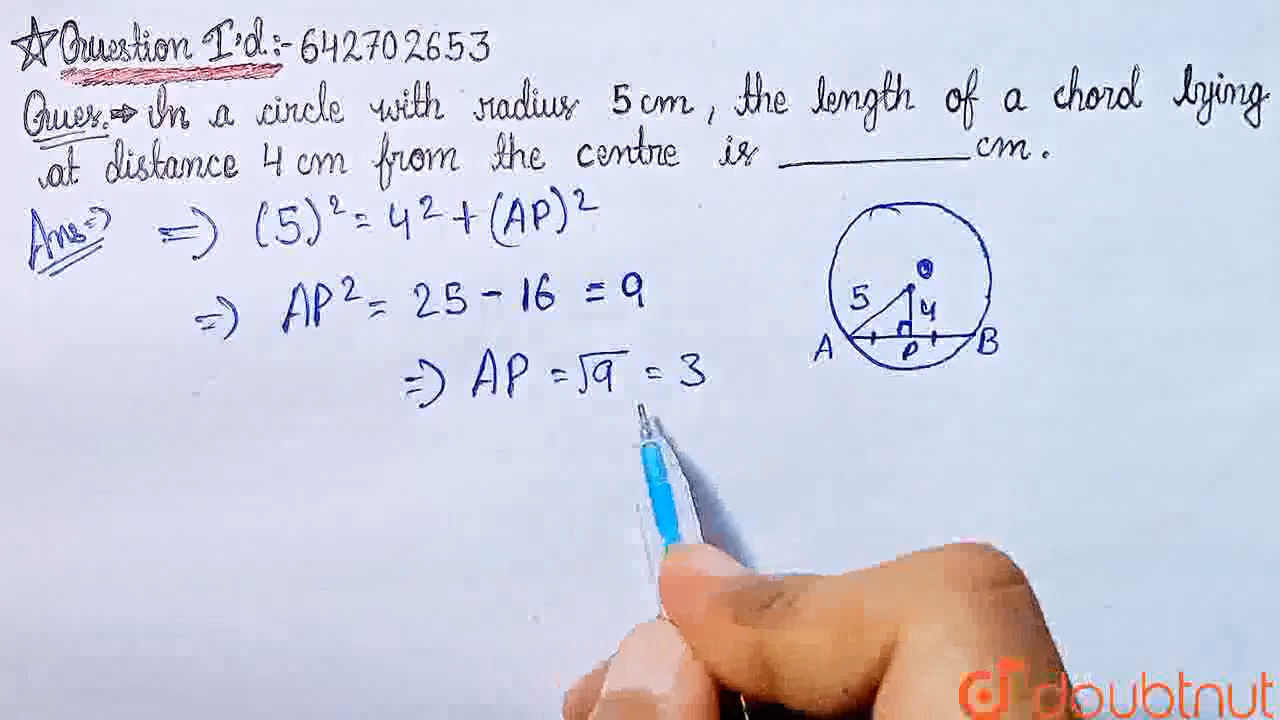 ☆ Question I'd:- 642702653
Ques.⇒ In a circle with radius 5 cm, the length of a chord lying
at distance 4 cm from the centre is ________ cm.
Ans⇒ ⇒ (5)² = 4² + (AP)²
⇒ AP² = 25 - 16 = 9
⇒ AP = √9 = 3
O
5
4
A
P
B
doubtnut